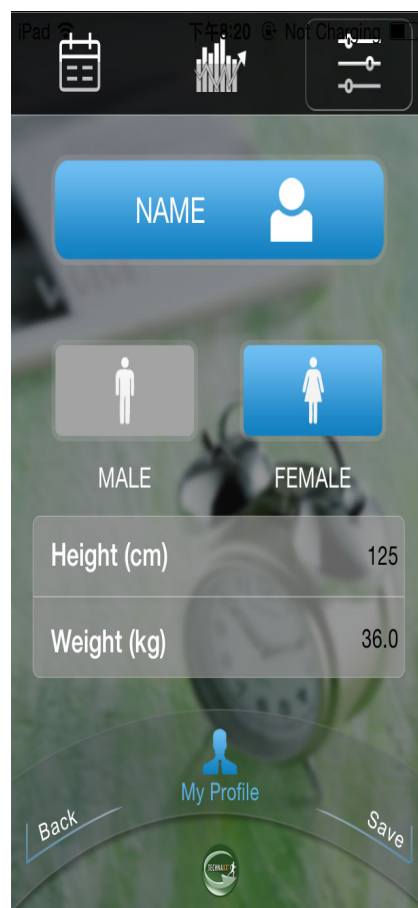 iPad 下午8:20 Not Charging
NAME
MALE FEMALE
Height (cm) 125
Weight (kg) 36.0
My Profile
Back Save
TECHNAXX